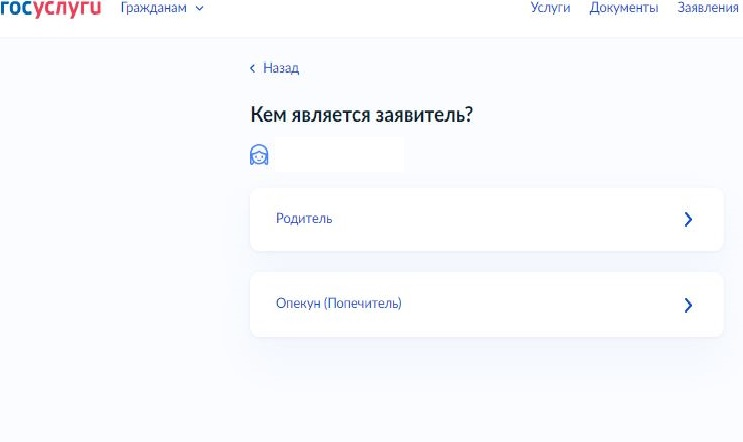 госуслуги Гражданам Услуги Документы Заявления
Назад
Кем является заявитель?
Родитель
Опекун (Попечитель)